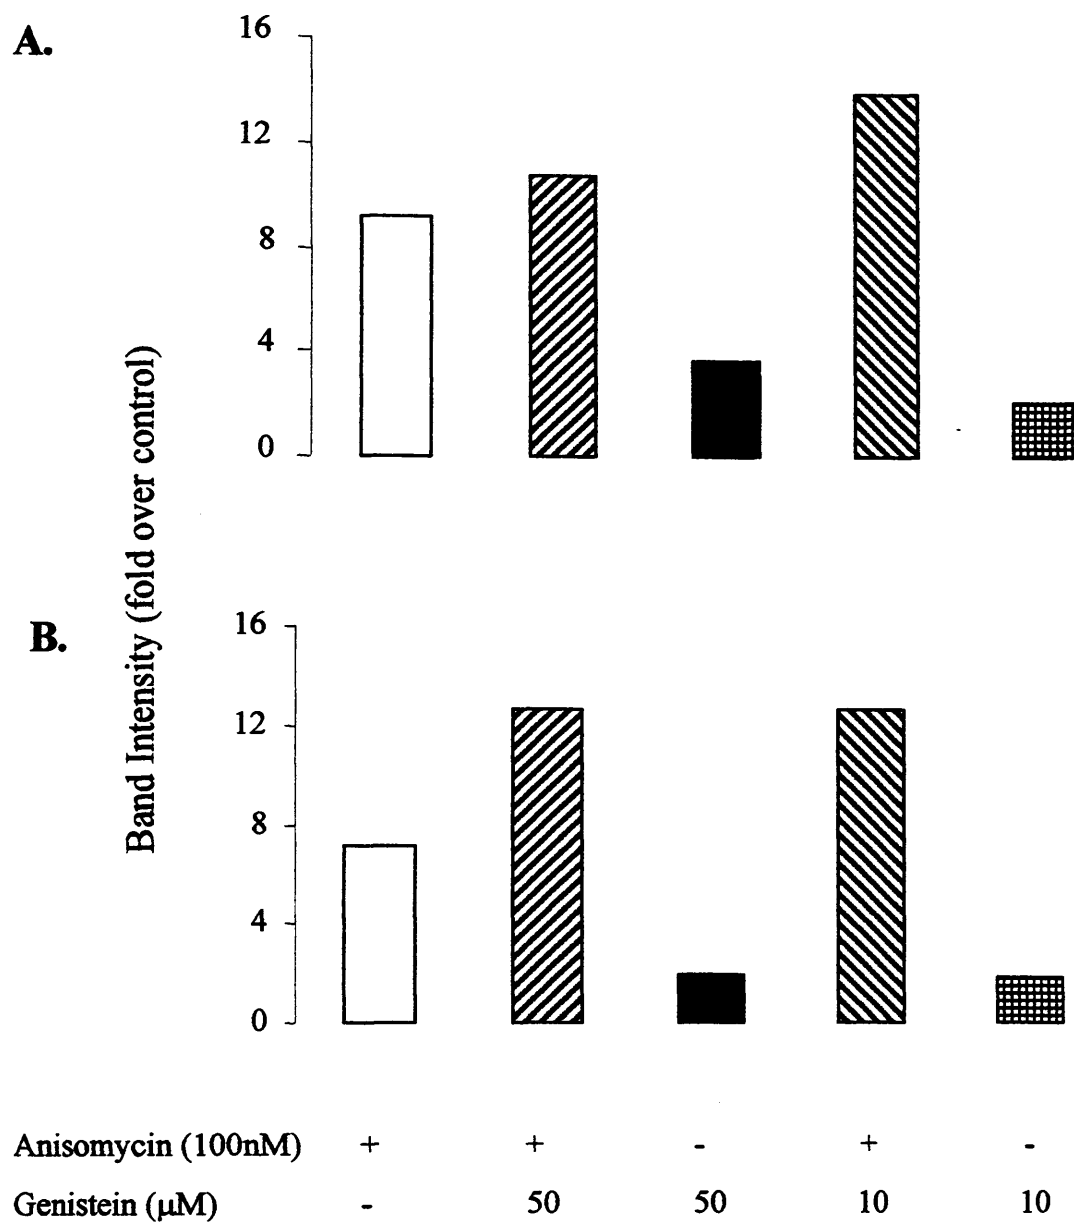 A.
16
12
8
4
0
Band Intensity (fold over control)
B.
16
12
8
4
0
Anisomycin (100nM) + + - + -
Genistein (μM) - 50 50 10 10